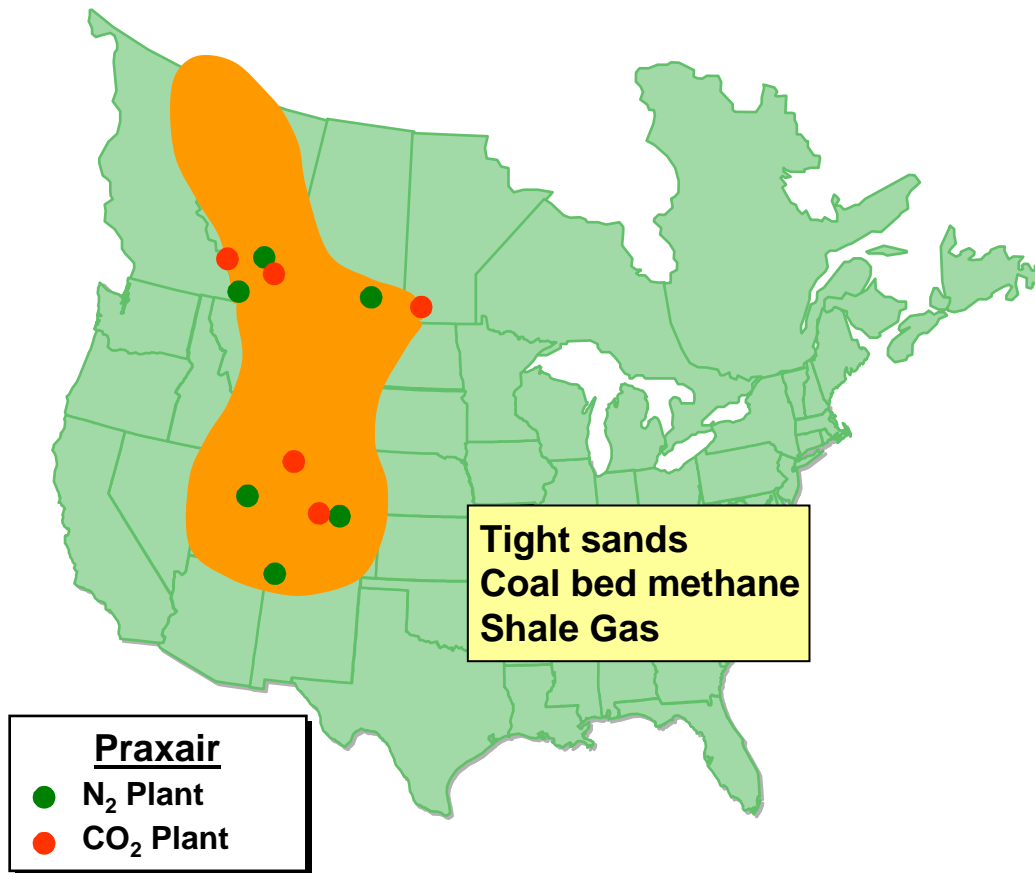 Tight sands
Coal bed methane
Shale Gas
Praxair
N₂ Plant
CO₂ Plant